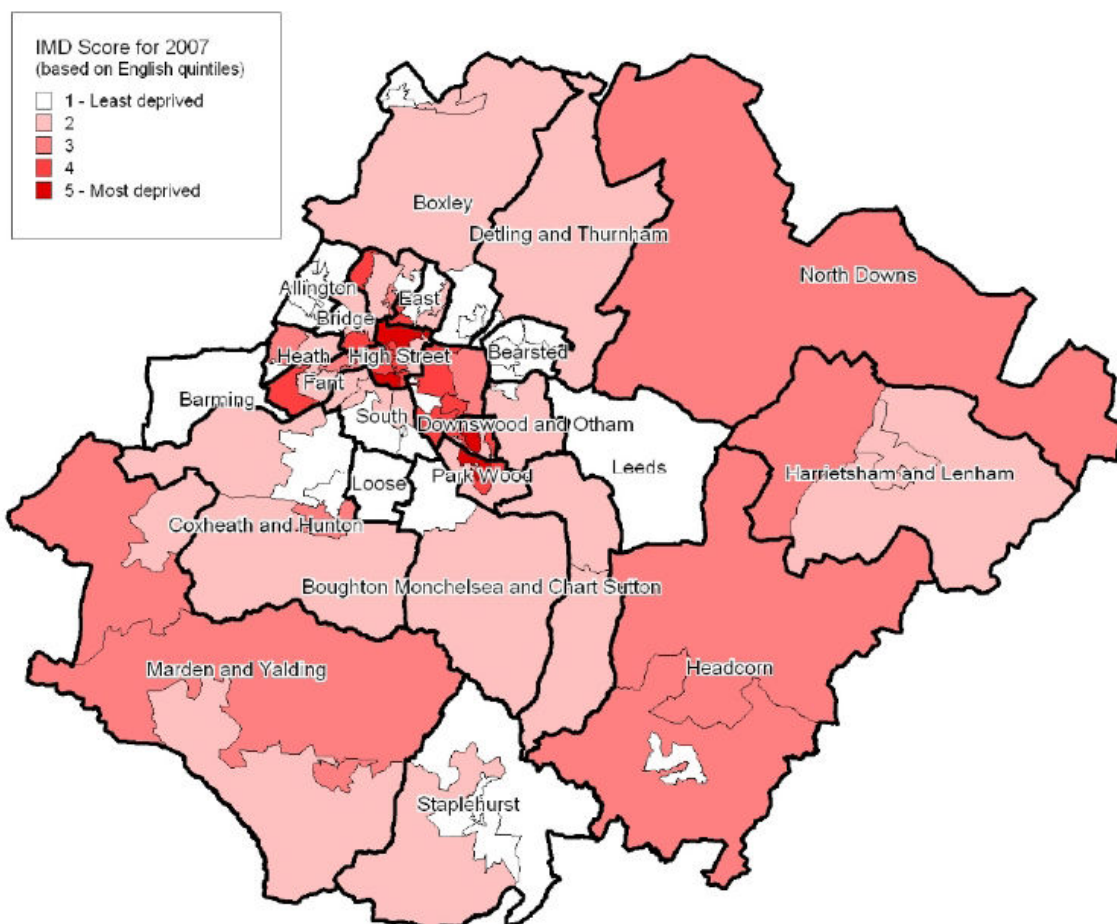 IMD Score for 2007
(based on English quintiles)
1 - Least deprived
2
3
4
5 - Most deprived
Boxley
Detling and Thurnham
North Downs
Allington
East
Bridge
Heath
High Street
Bearsted
Fant
Barming
South
Downswood and Otham
Leeds
Park Wood
Loose
Harrietsham and Lenham
Coxheath and Hunton
Boughton Monchelsea and Chart Sutton
Marden and Yalding
Headcorn
Staplehurst